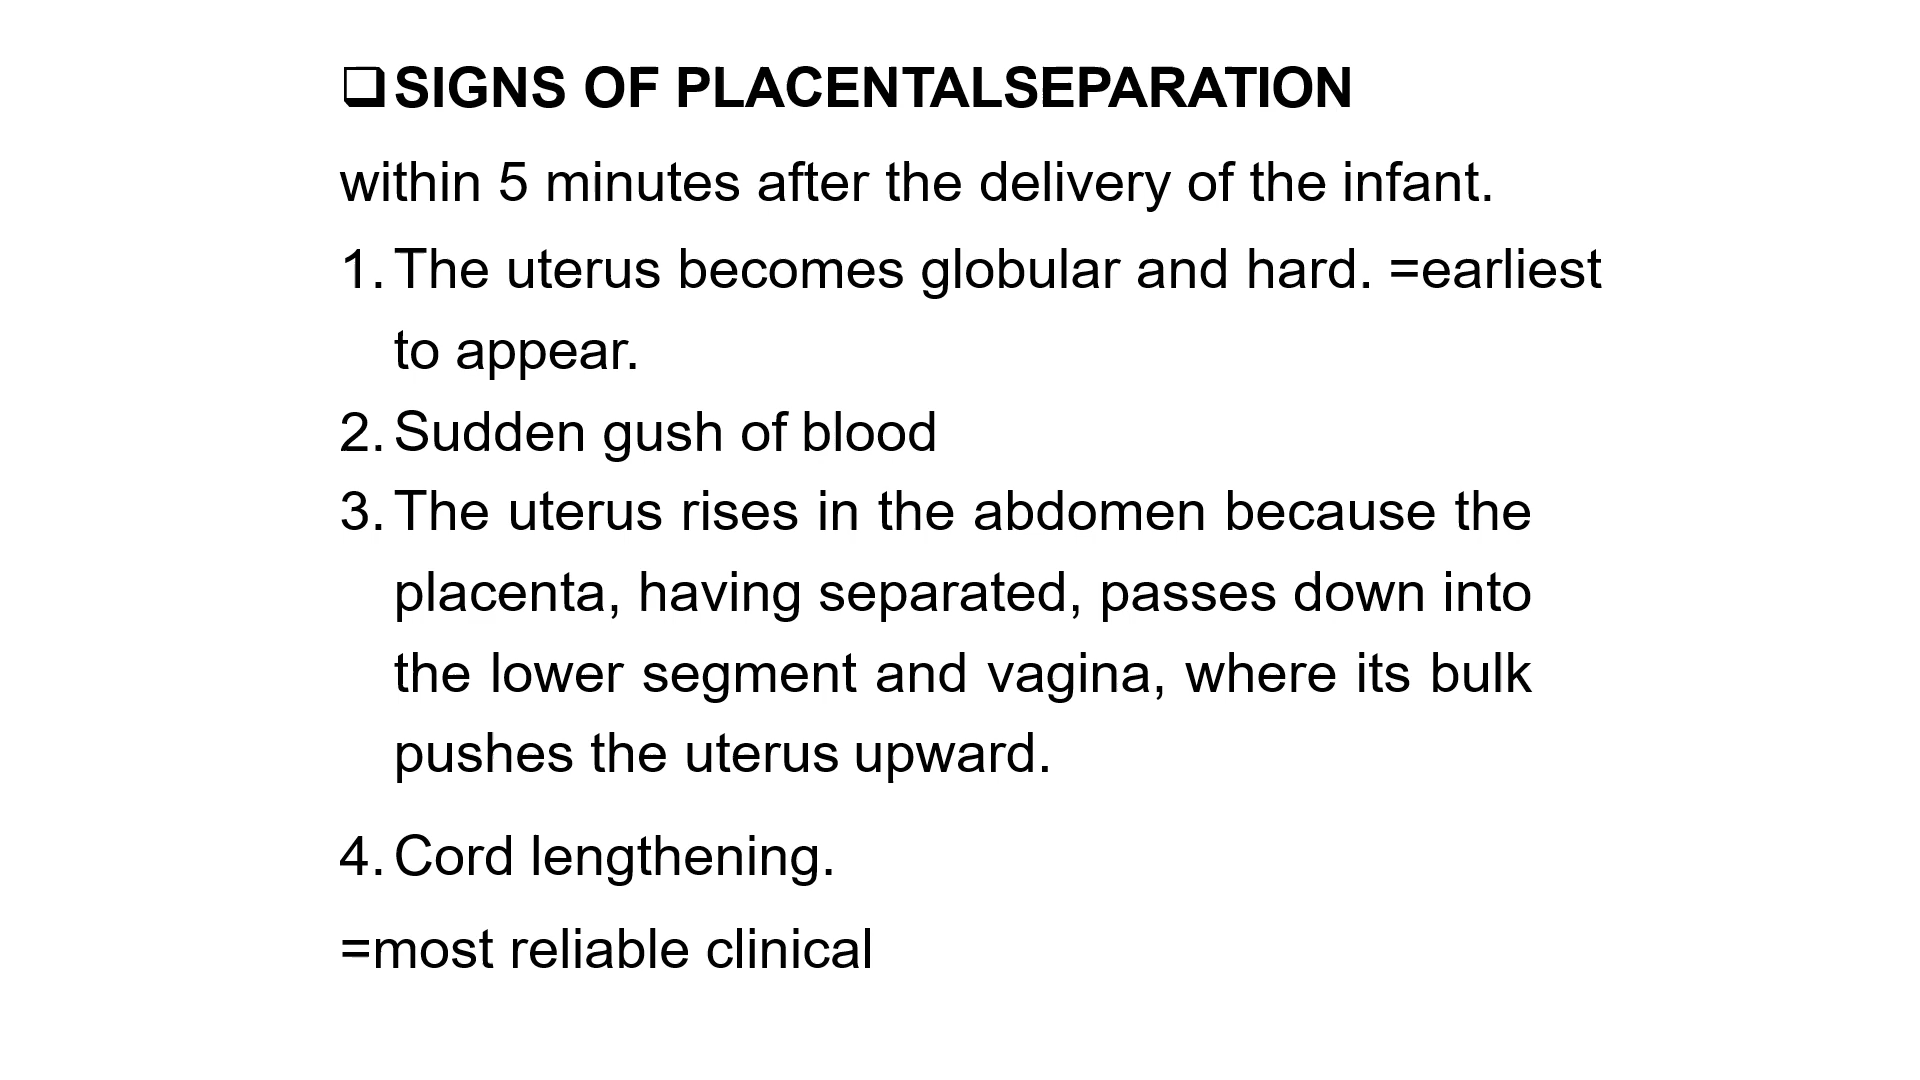 ❑SIGNS OF PLACENTALSEPARATION
within 5 minutes after the delivery of the infant.
1. The uterus becomes globular and hard. =earliest
to appear.
2. Sudden gush of blood
3. The uterus rises in the abdomen because the
placenta, having separated, passes down into
the lower segment and vagina, where its bulk
pushes the uterus upward.
4. Cord lengthening.
=most reliable clinical